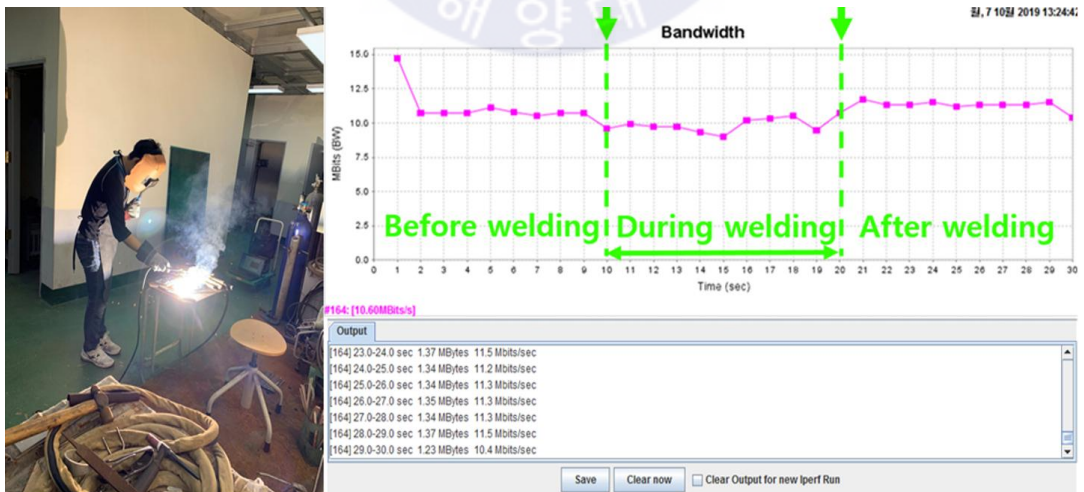 해양대
월, 7 10월 2019 13:24:42
Bandwidth
15.0
12.5
10.0
7.5
5.0
2.5
0.0
MBits (BW)
Before welding
During welding
After welding
0 1 2 3 4 5 6 7 8 9 10 11 12 13 14 15 16 17 18 19 20 21 22 23 24 25 26 27 28 29 30
Time (sec)
#164: [10.60MBits/s]
Output
[164] 23.0-24.0 sec 1.37 MBytes 11.5 Mbits/sec
[164] 24.0-25.0 sec 1.34 MBytes 11.2 Mbits/sec
[164] 25.0-26.0 sec 1.34 MBytes 11.3 Mbits/sec
[164] 26.0-27.0 sec 1.35 MBytes 11.3 Mbits/sec
[164] 27.0-28.0 sec 1.34 MBytes 11.3 Mbits/sec
[164] 28.0-29.0 sec 1.37 MBytes 11.5 Mbits/sec
[164] 29.0-30.0 sec 1.23 MBytes 10.4 Mbits/sec
Save
Clear now
Clear Output for new Iperf Run